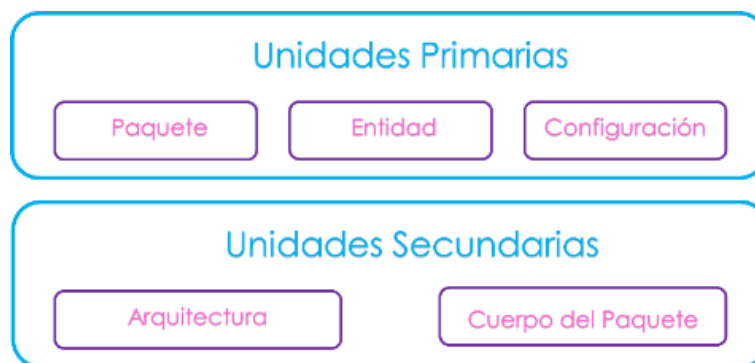 Unidades Primarias
Paquete Entidad Configuración
Unidades Secundarias
Arquitectura Cuerpo del Paquete